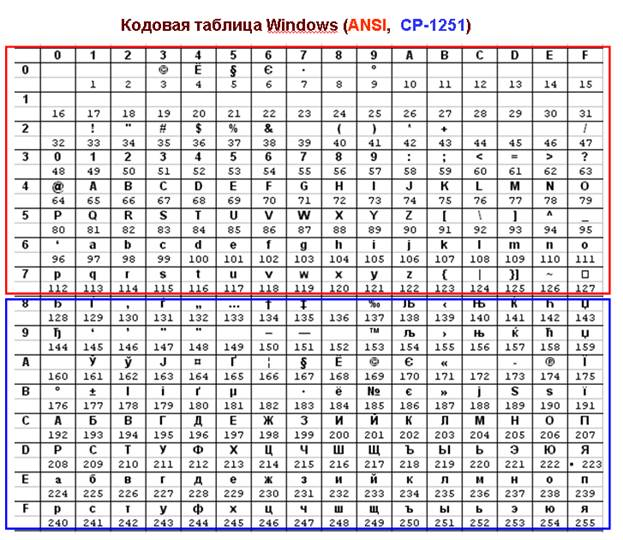 Кодовая таблица Windows (ANSI, CP-1251)
0 1 2 3 4 5 6 7 8 9 A B C D E F
0 © Ё § Є · °
1 2 3 4 5 6 7 8 9 10 11 12 13 14 15
1
16 17 18 19 20 21 22 23 24 25 26 27 28 29 30 31
2 ! " # $ % & ( ) * + /
32 33 34 35 36 37 38 39 40 41 42 43 44 45 46 47
3 0 1 2 3 4 5 6 7 8 9 : ; < = > ?
48 49 50 51 52 53 54 55 56 57 58 59 60 61 62 63
4 @ A B C D E F G H I J K L M N O
64 65 66 67 68 69 70 71 72 73 74 75 76 77 78 79
5 P Q R S T U V W X Y Z [ \ ] ^ _
80 81 82 83 84 85 86 87 88 89 90 91 92 93 94 95
6 ‘ a b c d e f g h i j k l m n o
96 97 98 99 100 101 102 103 104 105 106 107 108 109 110 111
7 p q r s t u v w x y z { | }] ~ □
112 113 114 115 116 117 118 119 120 121 122 123 124 125 126 127
8 Ђ Ѓ ‚ ѓ „ … † ‡ ‰ Љ ‹ Њ Ќ Ћ Џ
128 129 130 131 132 133 134 135 136 137 138 139 140 141 142 143
9 ђ ‘ ’ " " – — ™ љ › њ ќ ћ џ
144 145 146 147 148 149 150 151 152 153 154 155 156 157 158 159
A Ў ў J ¤ Ґ ¦ § Ё © Є « - ® Ї
160 161 162 163 164 165 166 167 168 169 170 171 172 173 174 175
B ° ± І і ґ µ · ё № є » j S s ї
176 177 178 179 180 181 182 183 184 185 186 187 188 189 190 191
C А Б В Г Д Е Ж З И Й К Л М Н О П
192 193 194 195 196 197 198 199 200 201 202 203 204 205 206 207
D Р С Т У Ф Х Ц Ч Ш Щ Ъ Ы Ь Э Ю Я
208 209 210 211 212 213 214 215 216 217 218 219 220 221 222 • 223
E а б в г д е ж з и й к л м н о п
224 225 226 227 228 229 230 231 232 233 234 235 236 237 238 239
F р с т у ф х ц ч ш щ ъ ы ь э ю я
240 241 242 243 244 245 246 247 248 249 250 251 252 253 254 255